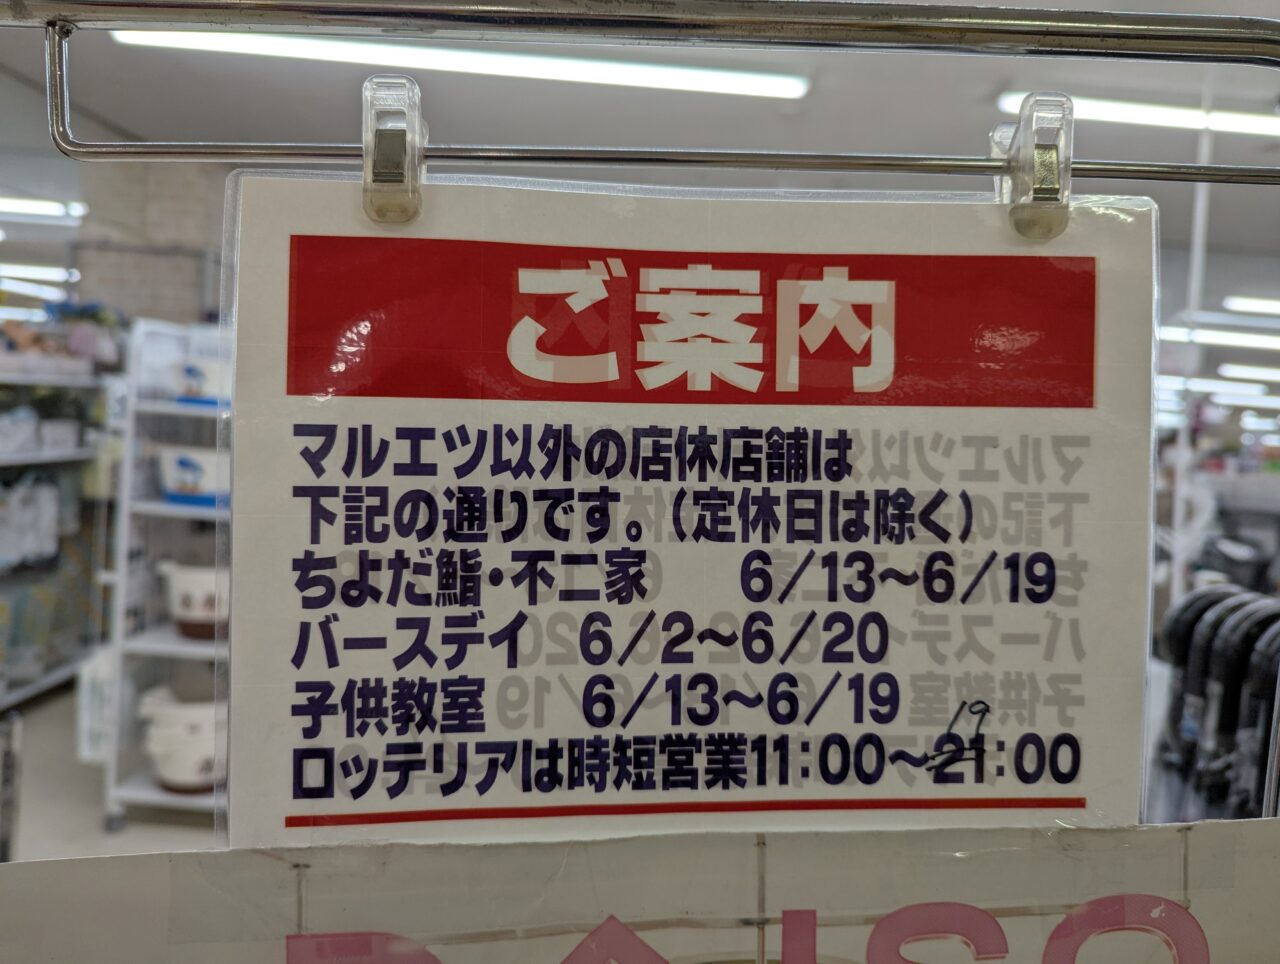 ご案内
マルエツ以外の店休店舗は
下記の通りです。(定休日は除く)
ちよだ鮨・不二家 6/13～6/19
バースデイ 6/2～6/20
子供教室 6/13～6/19
19
ロッテリアは時短営業11:00～21:00
DAISO